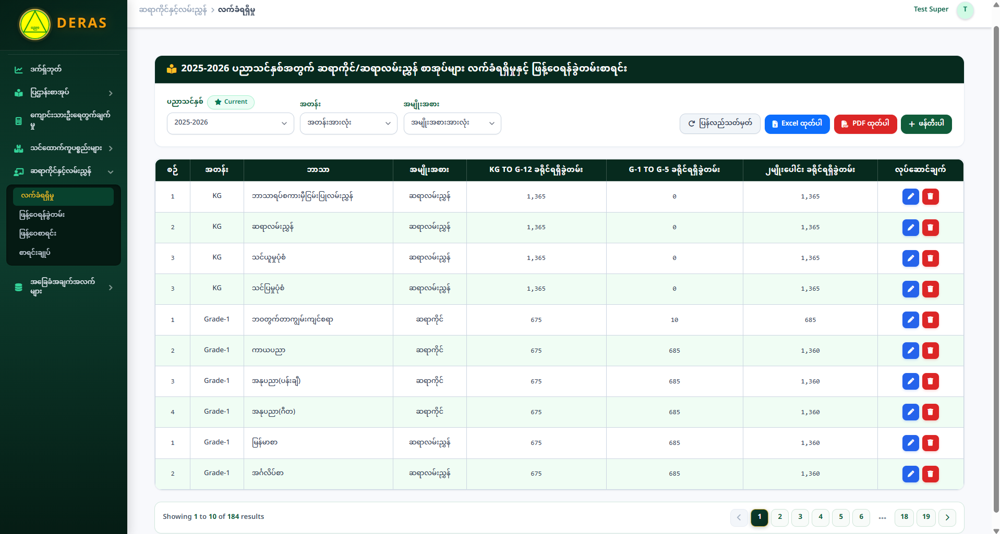 ပညာ
DERAS
ဆရာကိုင်နှင့်လမ်းညွှန် › လက်ခံရရှိမှု
Test Super T
ဒက်ရှ်ဘုတ်
ပြဌာန်းစာအုပ်
ကျောင်းသားဦးရေတွက်ချက်
မှု
သင်ထောက်ကူပစ္စည်းများ
ဆရာကိုင်နှင့်လမ်းညွှန်
လက်ခံရရှိမှု
ဖြန့်ဝေရန်ခွဲတမ်း
ဖြန့်ဝေစာရင်း
စာရင်းချုပ်
အခြေခံအချက်အလက်
များ
2025-2026 ပညာသင်နှစ်အတွက် ဆရာကိုင်/ဆရာလမ်းညွှန် စာအုပ်များ လက်ခံရရှိမှုနှင့် ဖြန့်ဝေရန်ခွဲတမ်းစာရင်း
ပညာသင်နှစ် Current အတန်း အမျိုးအစား
2025-2026 အတန်းအားလုံး အမျိုးအစားအားလုံး ပြန်လည်သတ်မှတ် Excel ထုတ်ပါ PDF ထုတ်ပါ + ဖန်တီးပါ
စဉ် အတန်း ဘာသာ အမျိုးအစား KG TO G-12 ခရိုင်ရရှိခွဲတမ်း G-1 TO G-5 ခရိုင်ရရှိခွဲတမ်း ၂မျိုးပေါင်း ခရိုင်ရရှိခွဲတမ်း လုပ်ဆောင်ချက်
1 KG ဘာသာရပ်စကားမှီငြမ်းပြုလမ်းညွှန် ဆရာလမ်းညွှန် 1,365 0 1,365
2 KG ဆရာလမ်းညွှန် ဆရာလမ်းညွှန် 1,365 0 1,365
3 KG သင်ယူမှုပုံစံ ဆရာလမ်းညွှန် 1,365 0 1,365
3 KG သင်ပြမှုပုံစံ ဆရာလမ်းညွှန် 1,365 0 1,365
1 Grade-1 ဘဝတွက်တာကျွမ်းကျင်စရာ ဆရာကိုင် 675 10 685
2 Grade-1 ကာယပညာ ဆရာကိုင် 675 685 1,360
3 Grade-1 အနုပညာ(ပန်းချီ) ဆရာကိုင် 675 685 1,360
4 Grade-1 အနုပညာ(ဂီတ) ဆရာကိုင် 675 685 1,360
1 Grade-1 မြန်မာစာ ဆရာလမ်းညွှန် 675 685 1,360
2 Grade-1 အင်္ဂလိပ်စာ ဆရာလမ်းညွှန် 675 685 1,360
Showing 1 to 10 of 184 results
1 2 3 4 5 6 ... 18 19